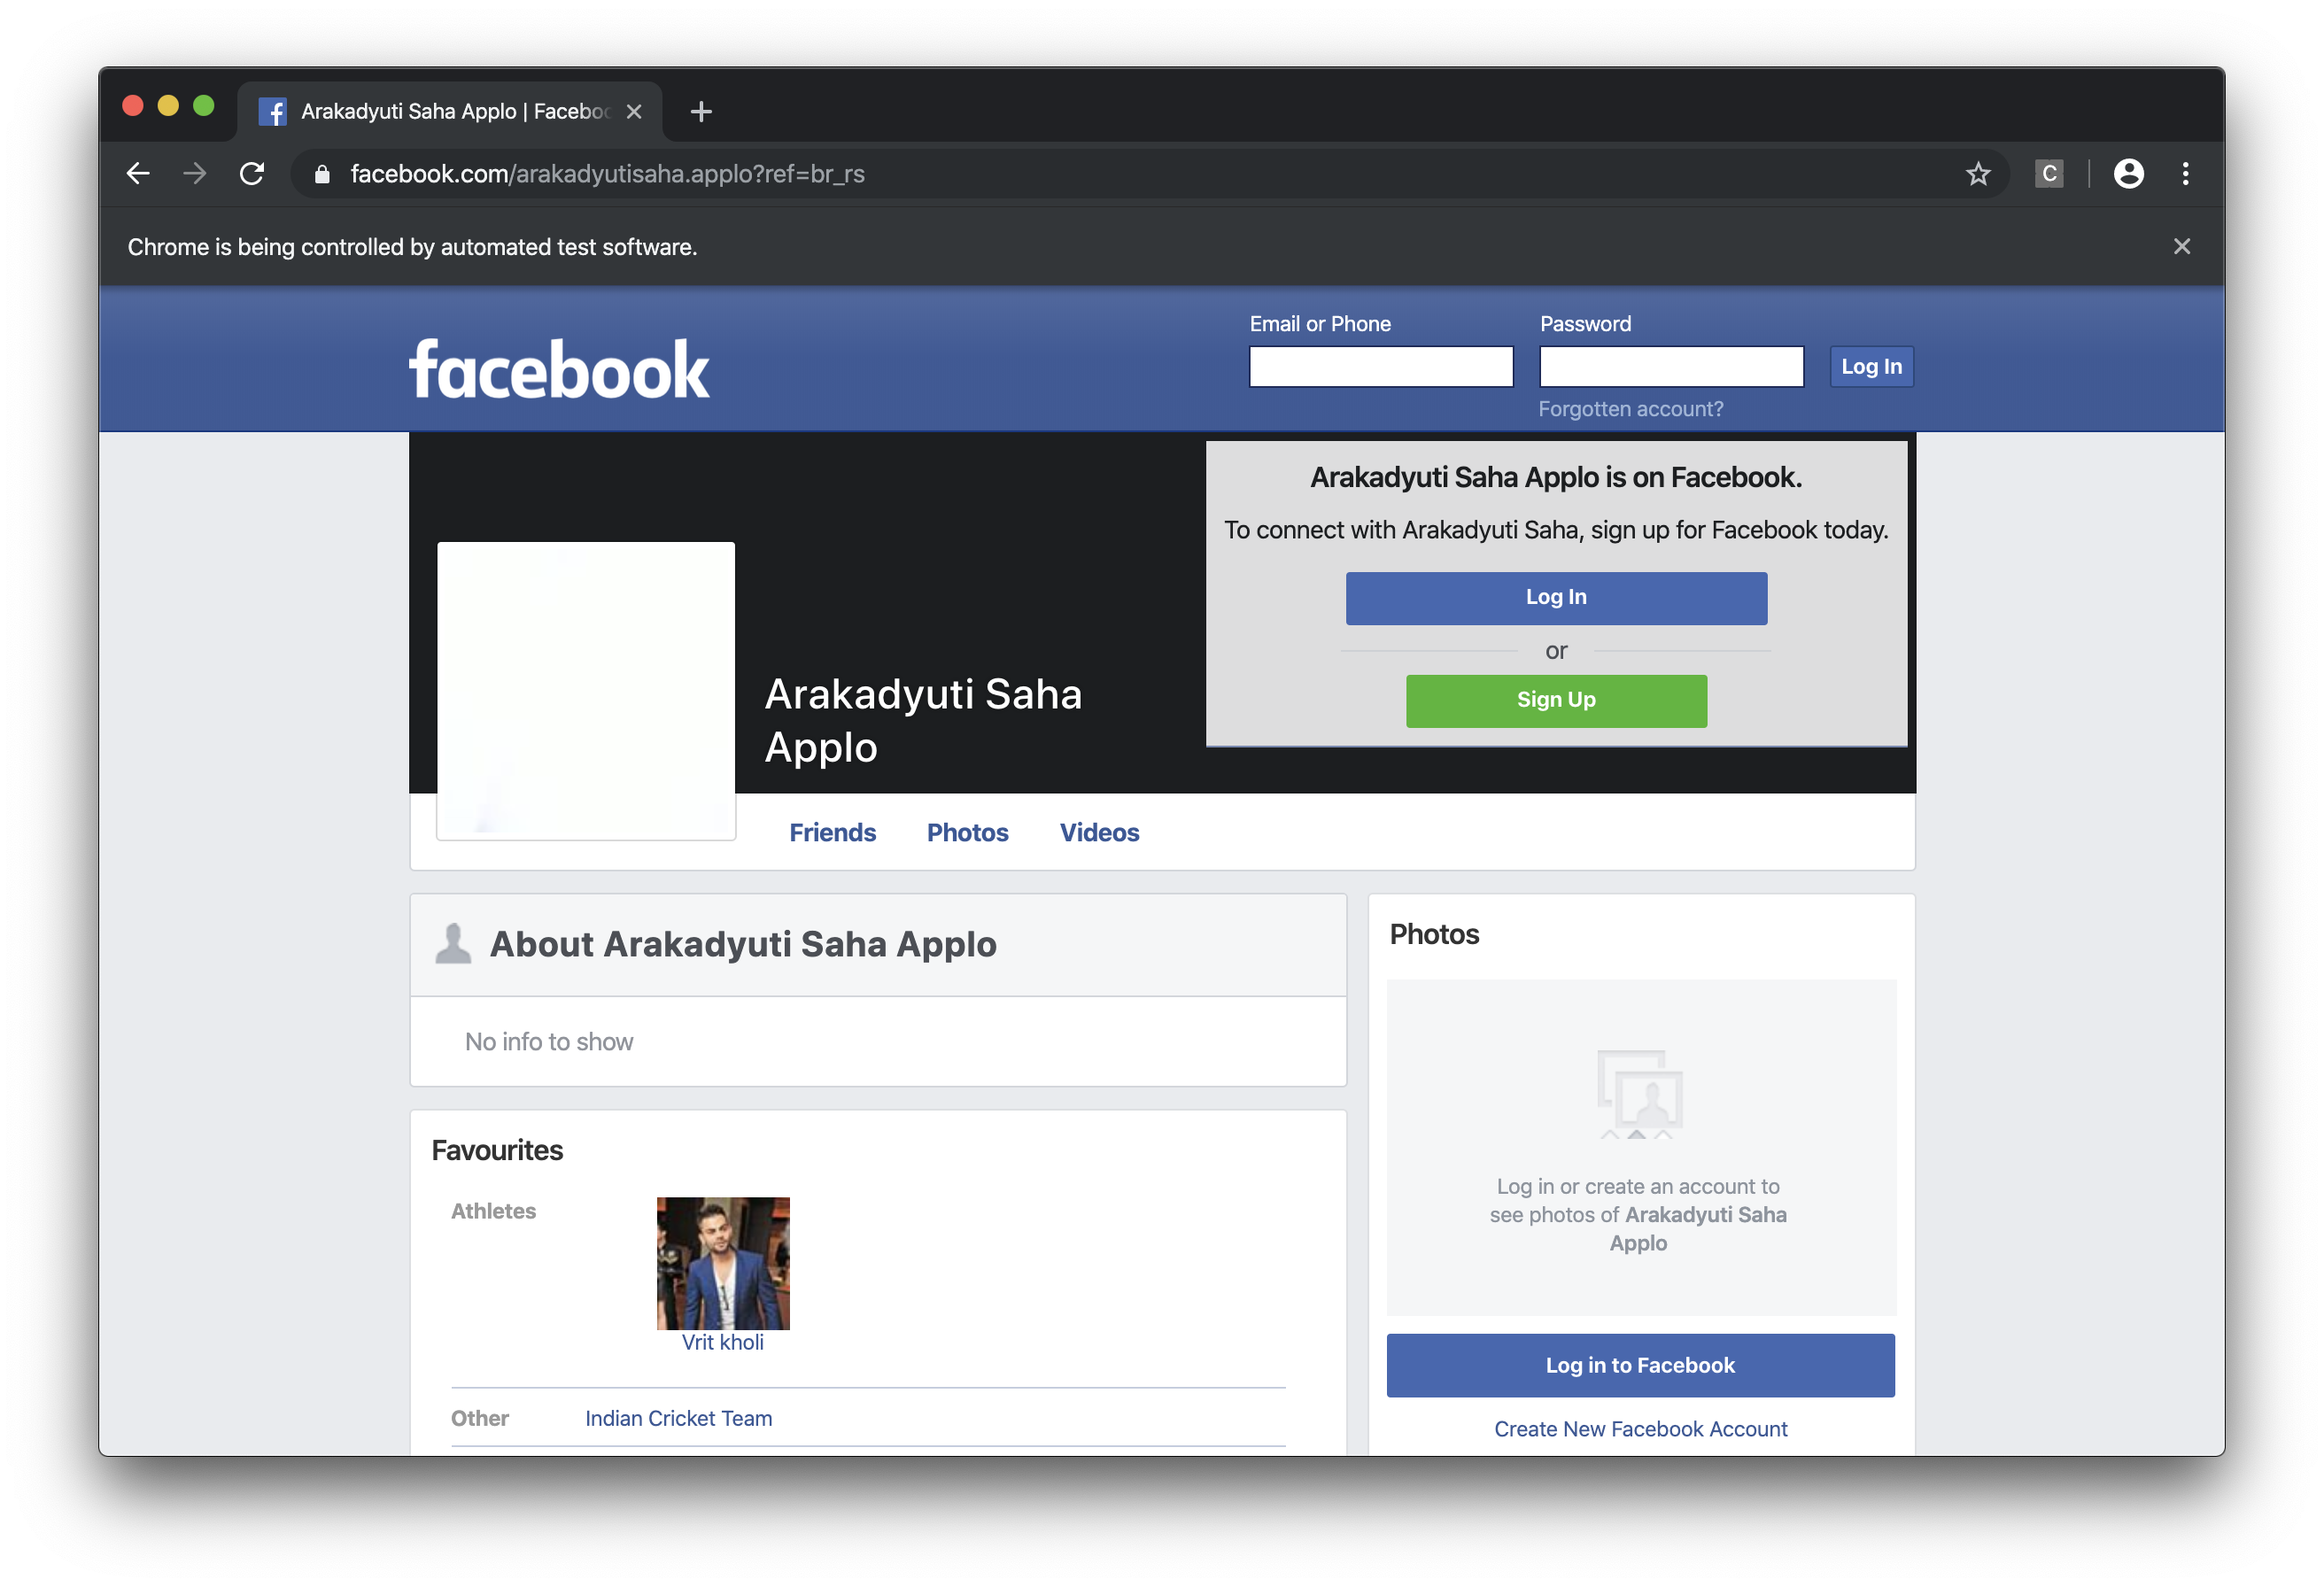 Arakadyuti Saha Applo | Faceboo
facebook.com/arakadyutisaha.applo?ref=br_rs
C
Chrome is being controlled by automated test software.
Email or Phone
Password
facebook
Log In
Forgotten account?
Arakadyuti Saha Applo is on Facebook.
To connect with Arakadyuti Saha, sign up for Facebook today.
Log In
or
Sign Up
Arakadyuti Saha
Applo
Friends
Photos
Videos
About Arakadyuti Saha Applo
No info to show
Favourites
Athletes
Vrit kholi
Other
Indian Cricket Team
Photos
Log in or create an account to
see photos of Arakadyuti Saha
Applo
Log in to Facebook
Create New Facebook Account